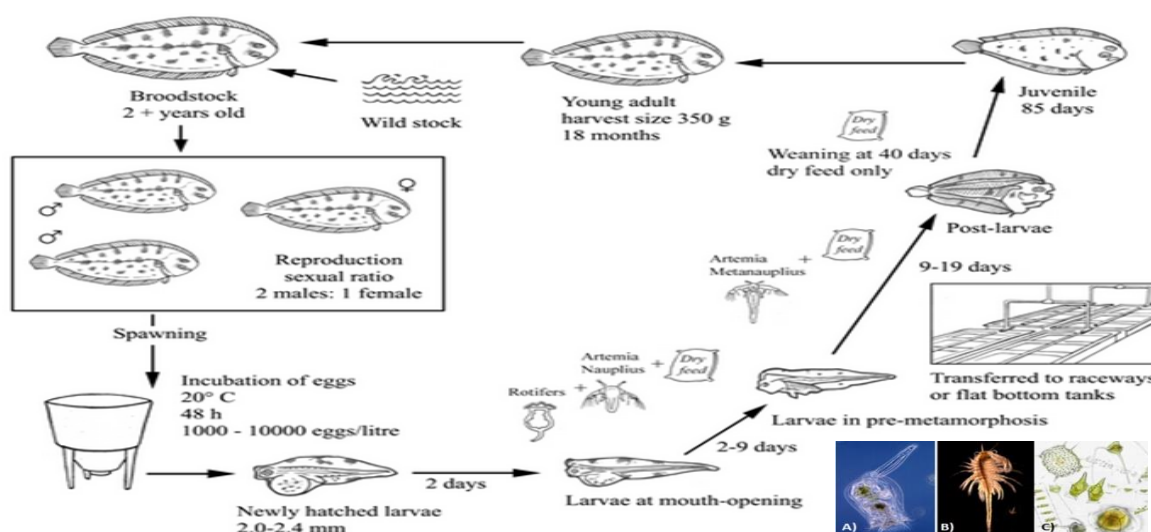 Broodstock
2 + years old
Wild stock
Young adult
harvest size 350 g
18 months
Juvenile
85 days
Dry
feed
Weaning at 40 days
dry feed only
♂
♂
♀
Reproduction
sexual ratio
2 males: 1 female
Post-larvae
Artemia
Metanauplius
+
Dry
feed
9-19 days
Spawning
Incubation of eggs
20° C
48 h
1000 - 10000 eggs/litre
Rotifers
+
Artemia
Nauplius
+
Dry
feed
Transferred to raceways
or flat bottom tanks
Larvae in pre-metamorphosis
2-9 days
2 days
Newly hatched larvae
2.0-2.4 mm
Larvae at mouth-opening
A)
B)
C)